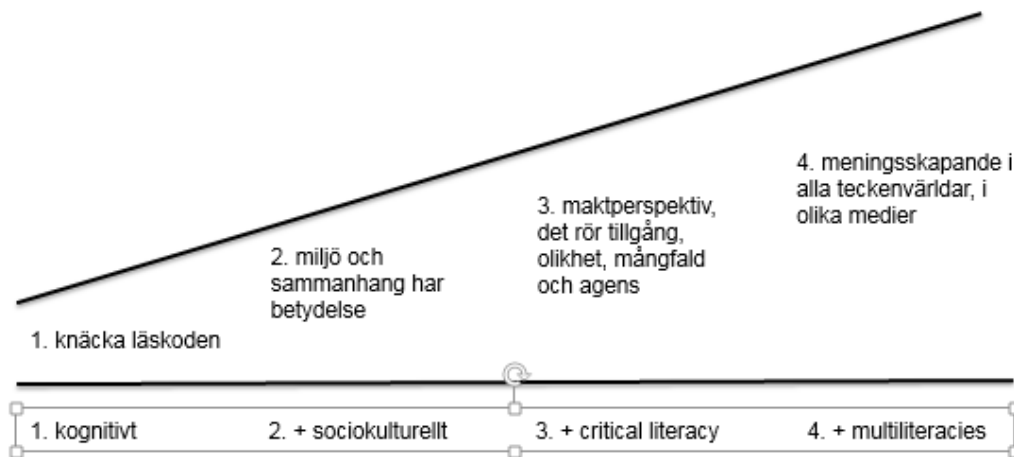 4. meningsskapande i
alla teckenvärldar, i
olika medier
3. maktperspektiv,
det rör tillgång,
olikhet, mångfald
och agens
2. miljö och
sammanhang har
betydelse
1. knäcka läskoden
1. kognitivt 2. + sociokulturellt 3. + critical literacy 4. + multiliteracies